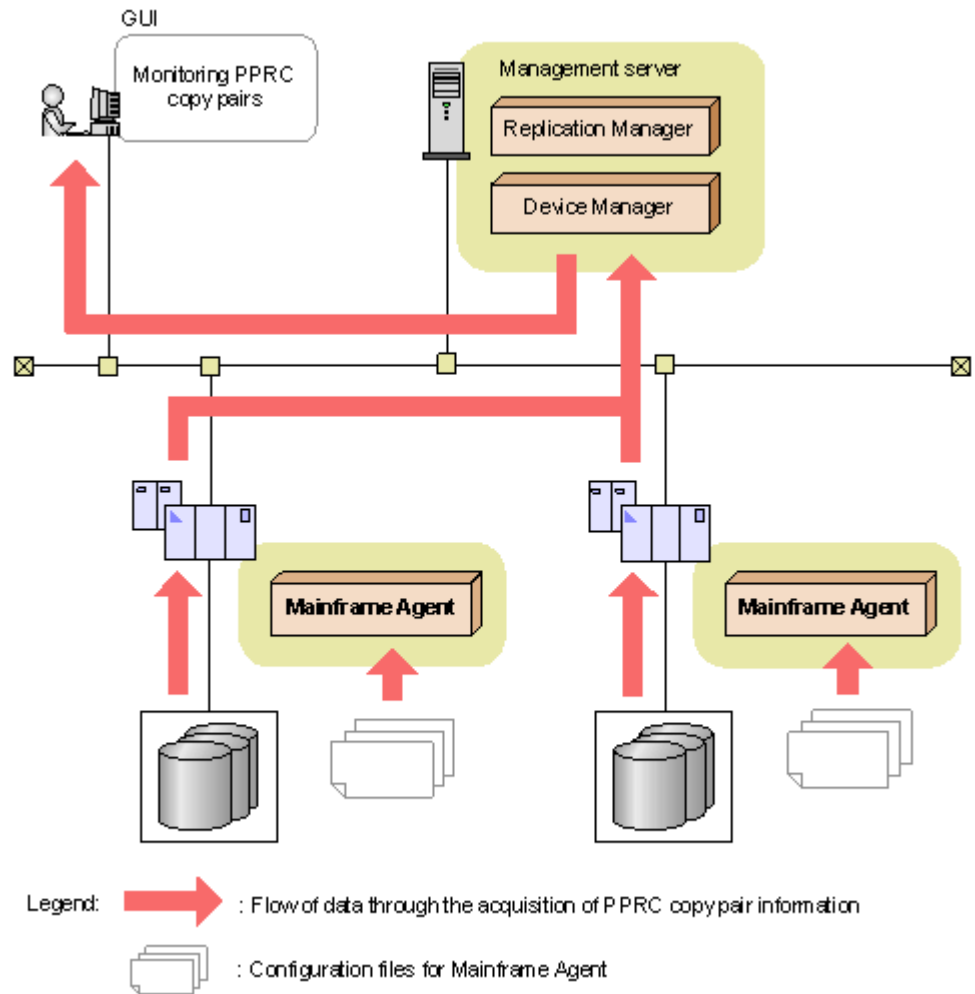 GUI
Monitoring PPRC
copy pairs
Management server
Replication Manager
Device Manager
Mainframe Agent
Mainframe Agent
Legend:
: Flow of data through the acquisition of PPRC copy pair information
: Configuration files for Mainframe Agent